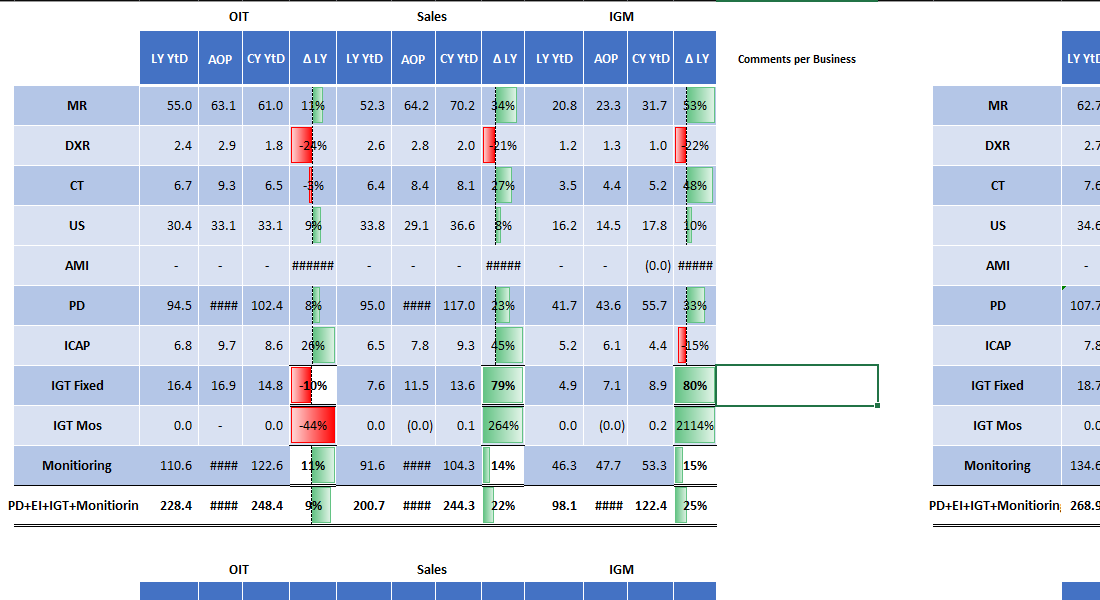 OIT Sales IGM
LY YtD AOP CY YtD Δ LY LY YtD AOP CY YtD Δ LY LY YtD AOP CY YtD Δ LY Comments per Business LY YtD
MR 55.0 63.1 61.0 11% 52.3 64.2 70.2 34% 20.8 23.3 31.7 53% MR 62.7
DXR 2.4 2.9 1.8 -24% 2.6 2.8 2.0 -21% 1.2 1.3 1.0 -22% DXR 2.7
CT 6.7 9.3 6.5 -3% 6.4 8.4 8.1 27% 3.5 4.4 5.2 48% CT 7.6
US 30.4 33.1 33.1 9% 33.8 29.1 36.6 8% 16.2 14.5 17.8 10% US 34.6
AMI - - - ###### - - - ##### - - (0.0) ##### AMI -
PD 94.5 #### 102.4 8% 95.0 #### 117.0 23% 41.7 43.6 55.7 33% PD 107.7
ICAP 6.8 9.7 8.6 26% 6.5 7.8 9.3 45% 5.2 6.1 4.4 -15% ICAP 7.8
IGT Fixed 16.4 16.9 14.8 -10% 7.6 11.5 13.6 79% 4.9 7.1 8.9 80% IGT Fixed 18.7
IGT Mos 0.0 - 0.0 -44% 0.0 (0.0) 0.1 264% 0.0 (0.0) 0.2 2114% IGT Mos 0.0
Monitioring 110.6 #### 122.6 11% 91.6 #### 104.3 14% 46.3 47.7 53.3 15% Monitoring 134.6
PD+EI+IGT+Monitiorin 228.4 #### 248.4 9% 200.7 #### 244.3 22% 98.1 #### 122.4 25% PD+EI+IGT+Monitiorin 268.9
OIT Sales IGM